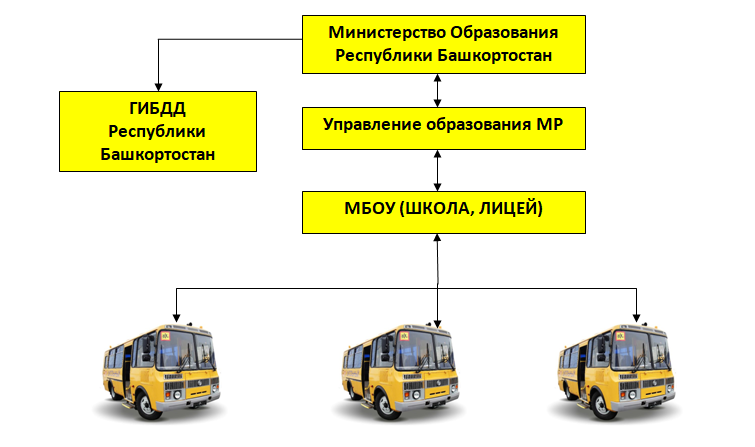 Министерство Образования
Республики Башкортостан
ГИБДД
Республики
Башкортостан
Управление образования МР
МБОУ (ШКОЛА, ЛИЦЕЙ)